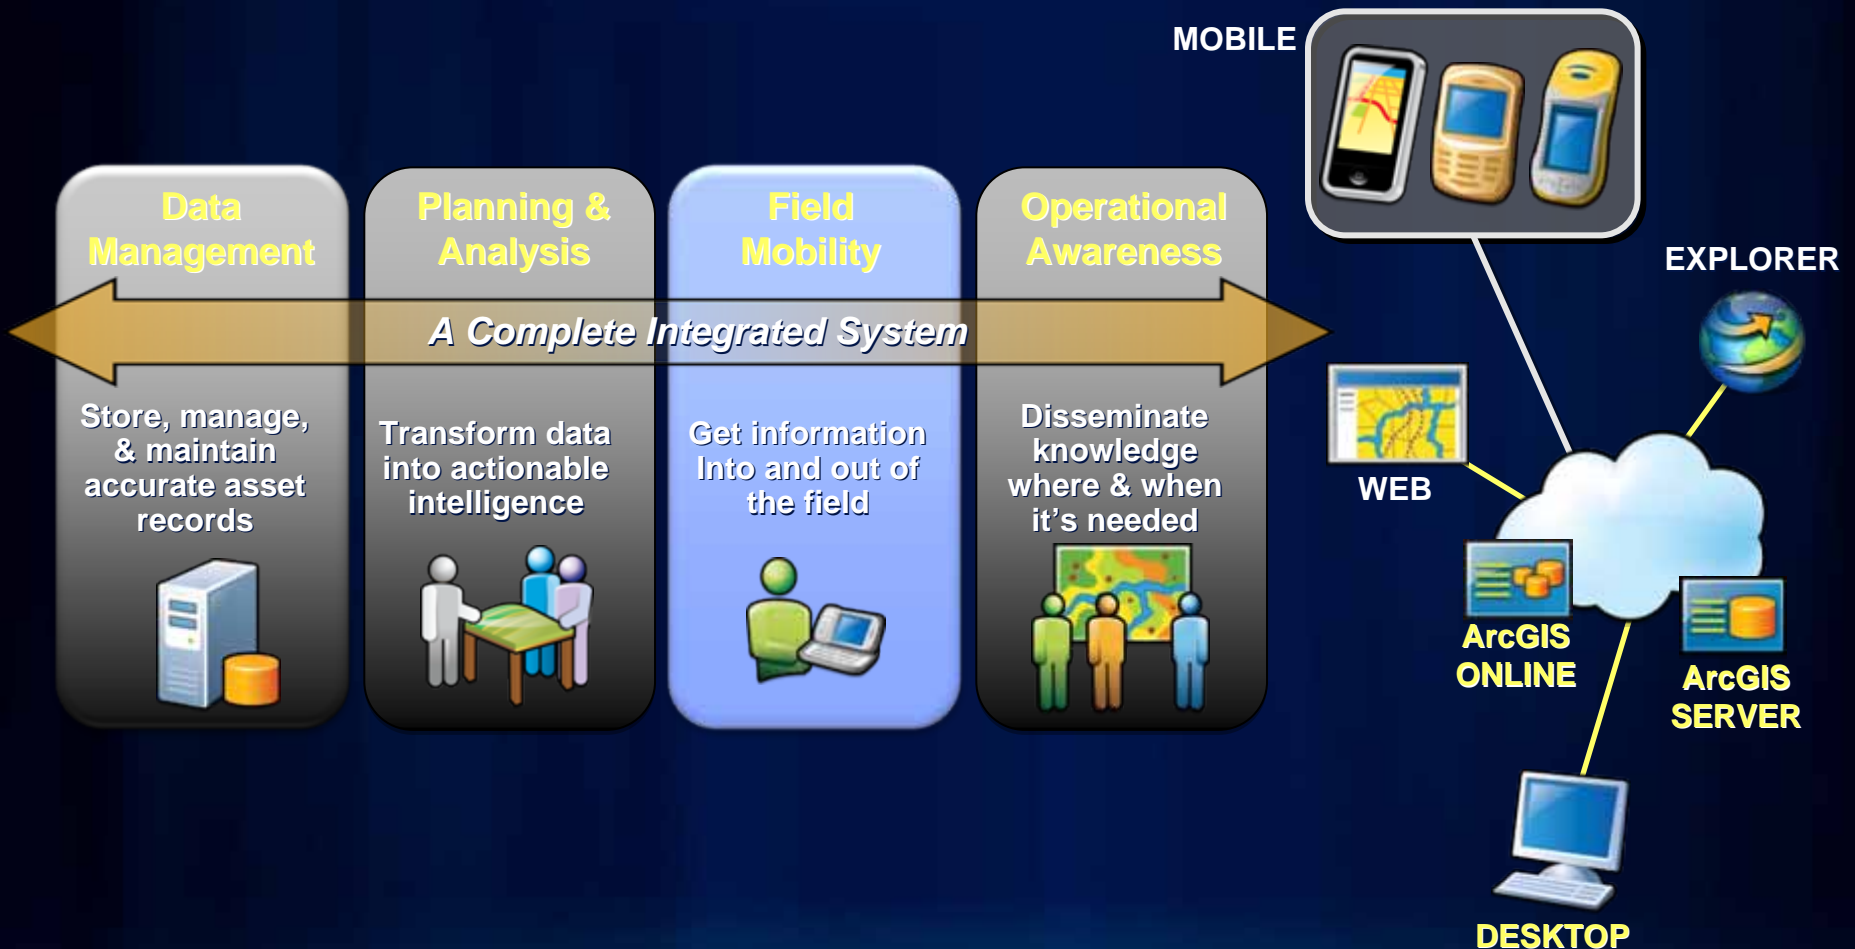 MOBILE
Data
Management
Planning &
Analysis
Field
Mobility
Operational
Awareness
A Complete Integrated System
Store, manage,
& maintain
accurate asset
records
Transform data
into actionable
intelligence
Get information
Into and out of
the field
Disseminate
knowledge
where & when
it's needed
EXPLORER
WEB
ArcGIS
ONLINE
ArcGIS
SERVER
DESKTOP